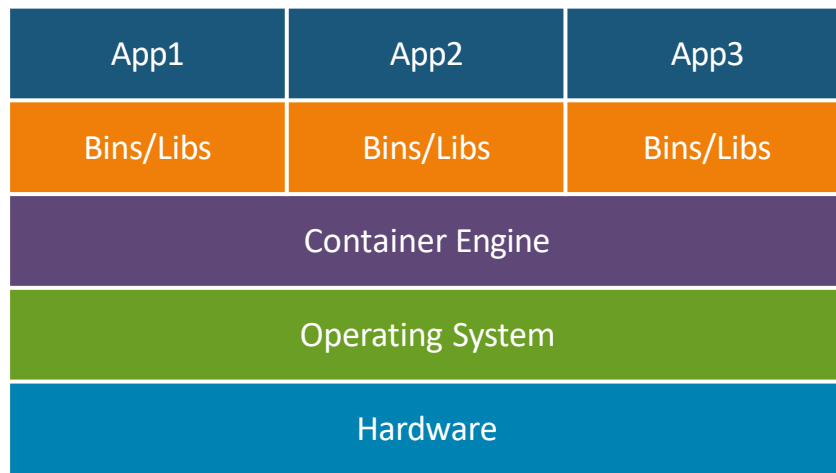 App1 App2 App3
Bins/Libs Bins/Libs Bins/Libs
Container Engine
Operating System
Hardware